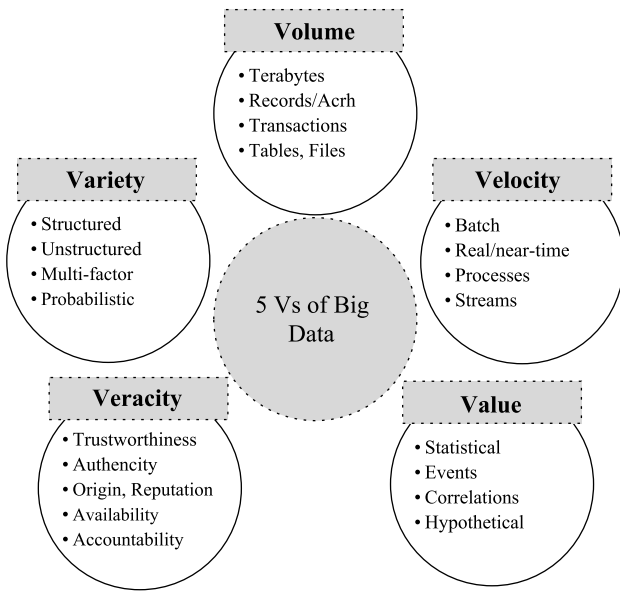 Volume
• Terabytes
• Records/Acrh
• Transactions
• Tables, Files
Variety
• Structured
• Unstructured
• Multi-factor
• Probabilistic
Velocity
• Batch
• Real/near-time
• Processes
• Streams
5 Vs of Big
Data
Veracity
• Trustworthiness
• Authencity
• Origin, Reputation
• Availability
• Accountability
Value
• Statistical
• Events
• Correlations
• Hypothetical